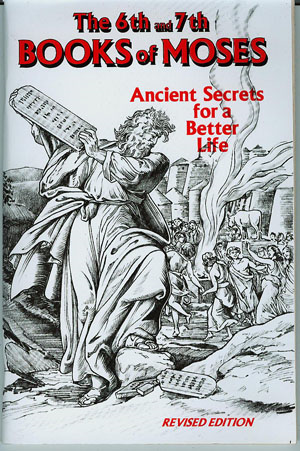 The 6th and 7th
BOOKS of MOSES
Ancient Secrets
for a
Better
Life
REVISED EDITION